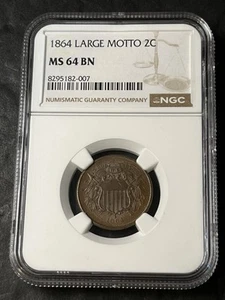 1864 LARGE MOTTO 2C
MS 64 BN
8295182-007
NUMISMATIC GUARANTY COMPANY
NGC